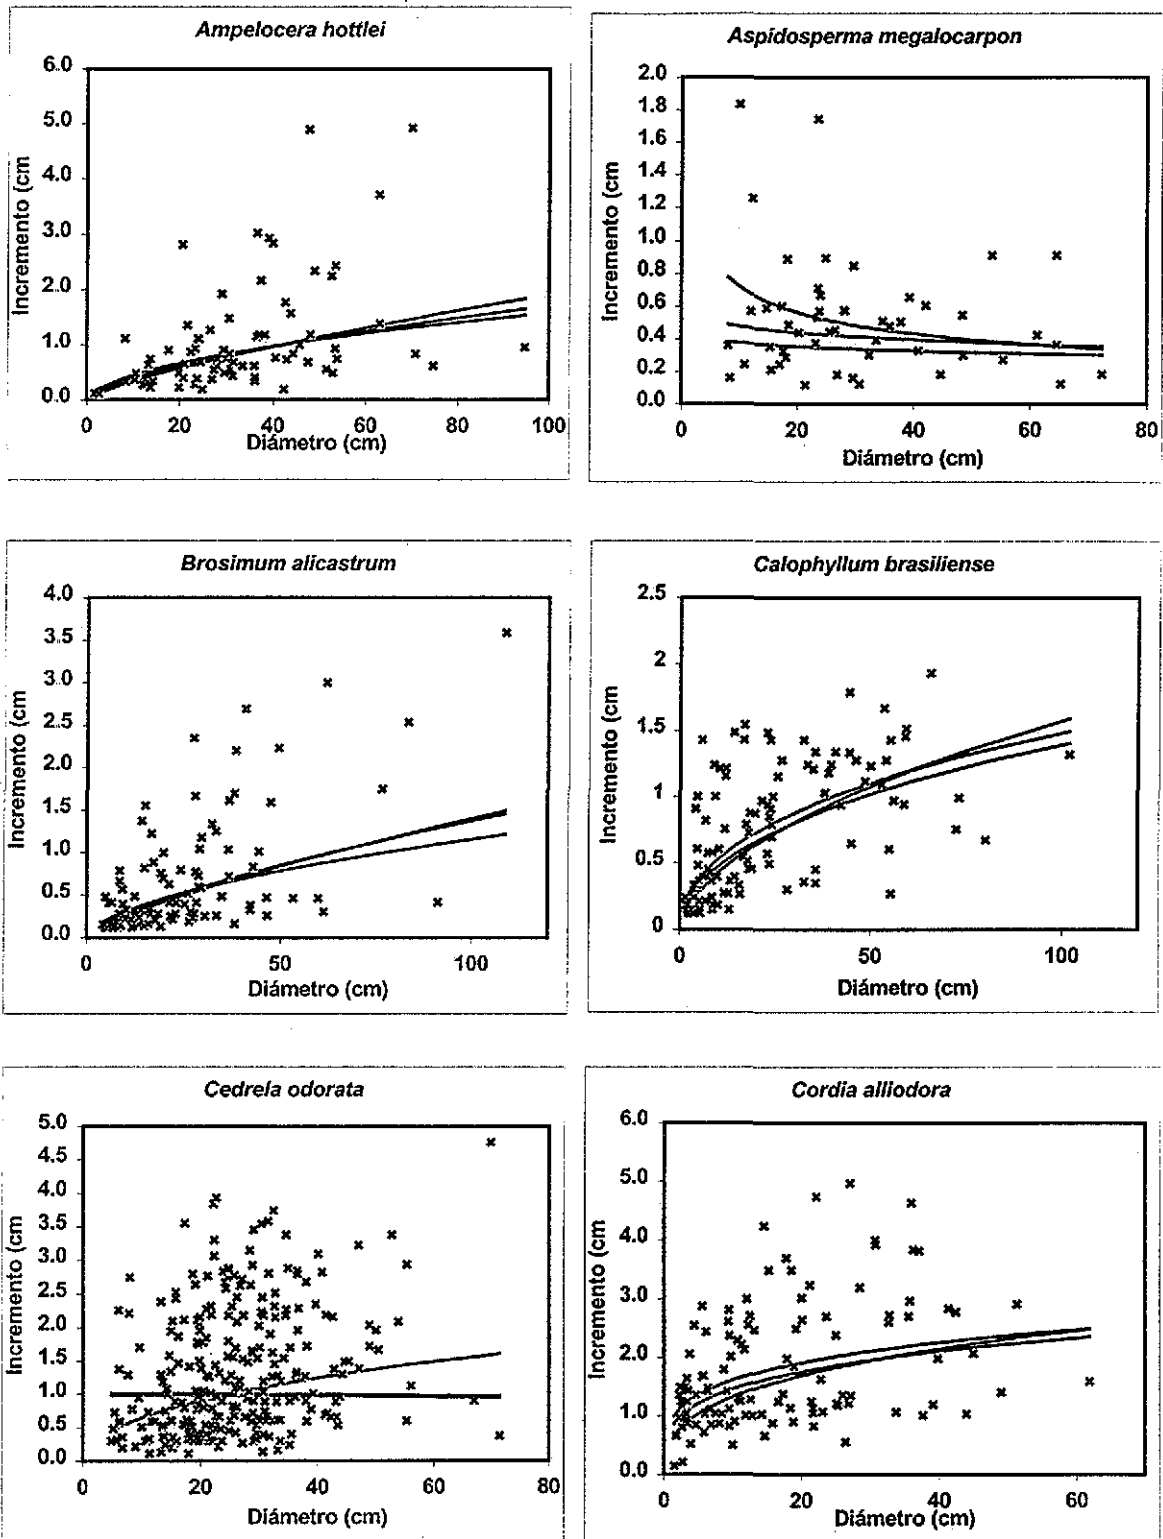 Ampelocera hottlei
6.0
5.0
4.0
3.0
2.0
1.0
0.0
Incremento (cm
0 20 40 60 80 100
Diámetro (cm)
Aspidosperma megalocarpon
2.0
1.8
1.6
1.4
1.2
1.0
0.8
0.6
0.4
0.2
0.0
Incremento (cm
0 20 40 60 80
Diámetro (cm)
Brosimum alicastrum
4.0
3.5
3.0
2.5
2.0
1.5
1.0
0.5
0.0
Incremento (cm
0 50 100
Diámetro (cm)
Calophyllum brasiliense
2.5
2
1.5
1
0.5
0
Incremento (cm
0 50 100
Diámetro (cm)
Cedrela odorata
5.0
4.5
4.0
3.5
3.0
2.5
2.0
1.5
1.0
0.5
0.0
Incremento (cm
0 20 40 60 80
Diámetro (cm)
Cordia alliodora
6.0
5.0
4.0
3.0
2.0
1.0
0.0
Incremento (cm
0 20 40 60
Diámetro (cm)